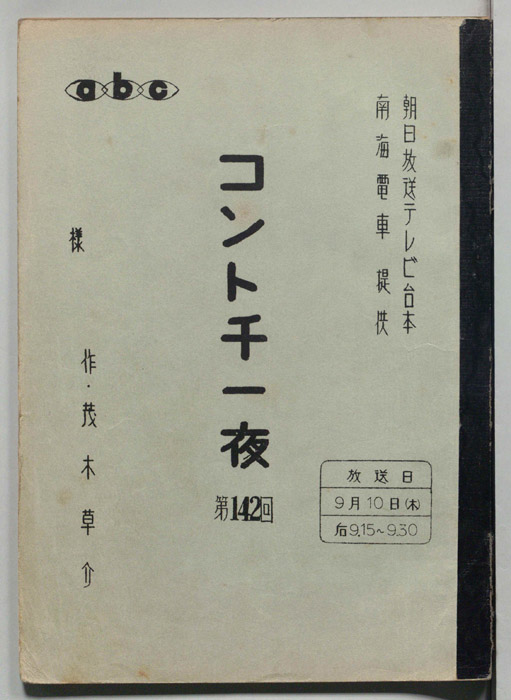 朝日放送テレビ台本
南海電車 提供
abc
コント千一夜
第142回
様
作・茂木草介
放送日
9月10日(木)
后9.15〜9.30